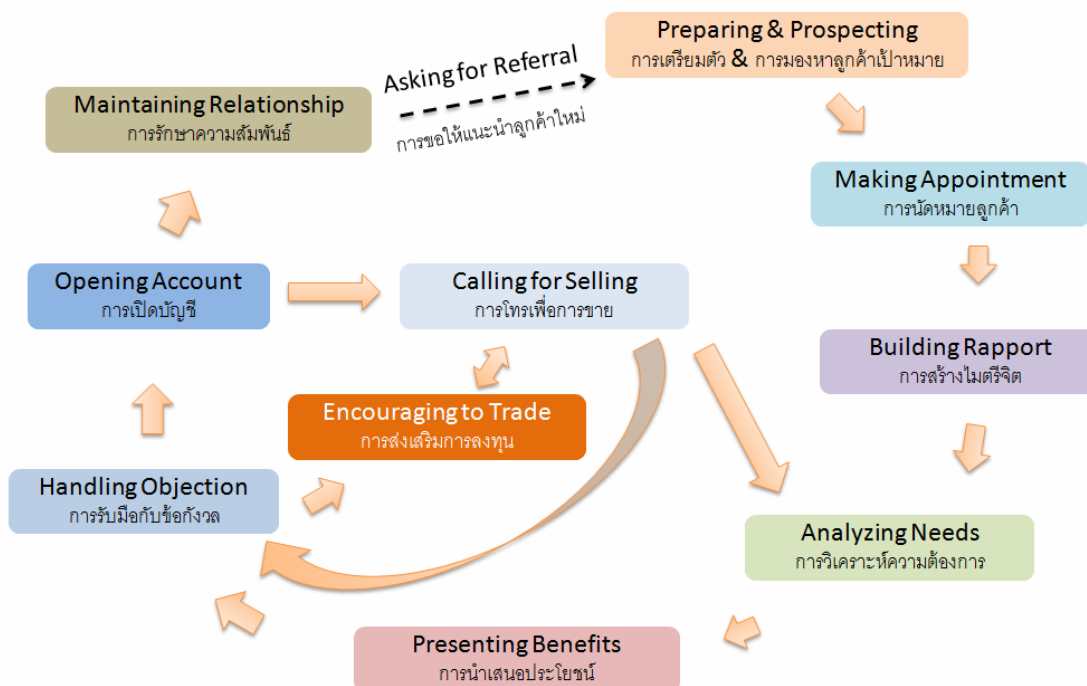 Preparing & Prospecting
การเตรียมตัว & การมองหาลูกค้าเป้าหมาย
Asking for Referral
การขอให้แนะนำลูกค้าใหม่
Maintaining Relationship
การรักษาความสัมพันธ์
Making Appointment
การนัดหมายลูกค้า
Opening Account
การเปิดบัญชี
Calling for Selling
การโทรเพื่อการขาย
Building Rapport
การสร้างไมตรีจิต
Encouraging to Trade
การส่งเสริมการลงทุน
Handling Objection
การรับมือกับข้อกังวล
Analyzing Needs
การวิเคราะห์ความต้องการ
Presenting Benefits
การนำเสนอประโยชน์